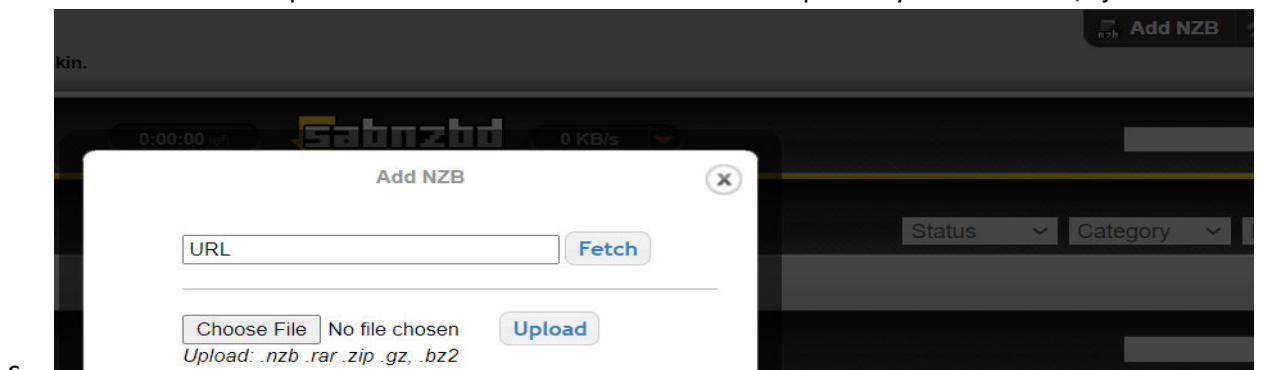 Add NZB
kin.
0:00:00
sabnzbd
0 KB/s
Add NZB
URL
Fetch
Status
Category
Choose File No file chosen
Upload
Upload: .nzb .rar .zip .gz, .bz2